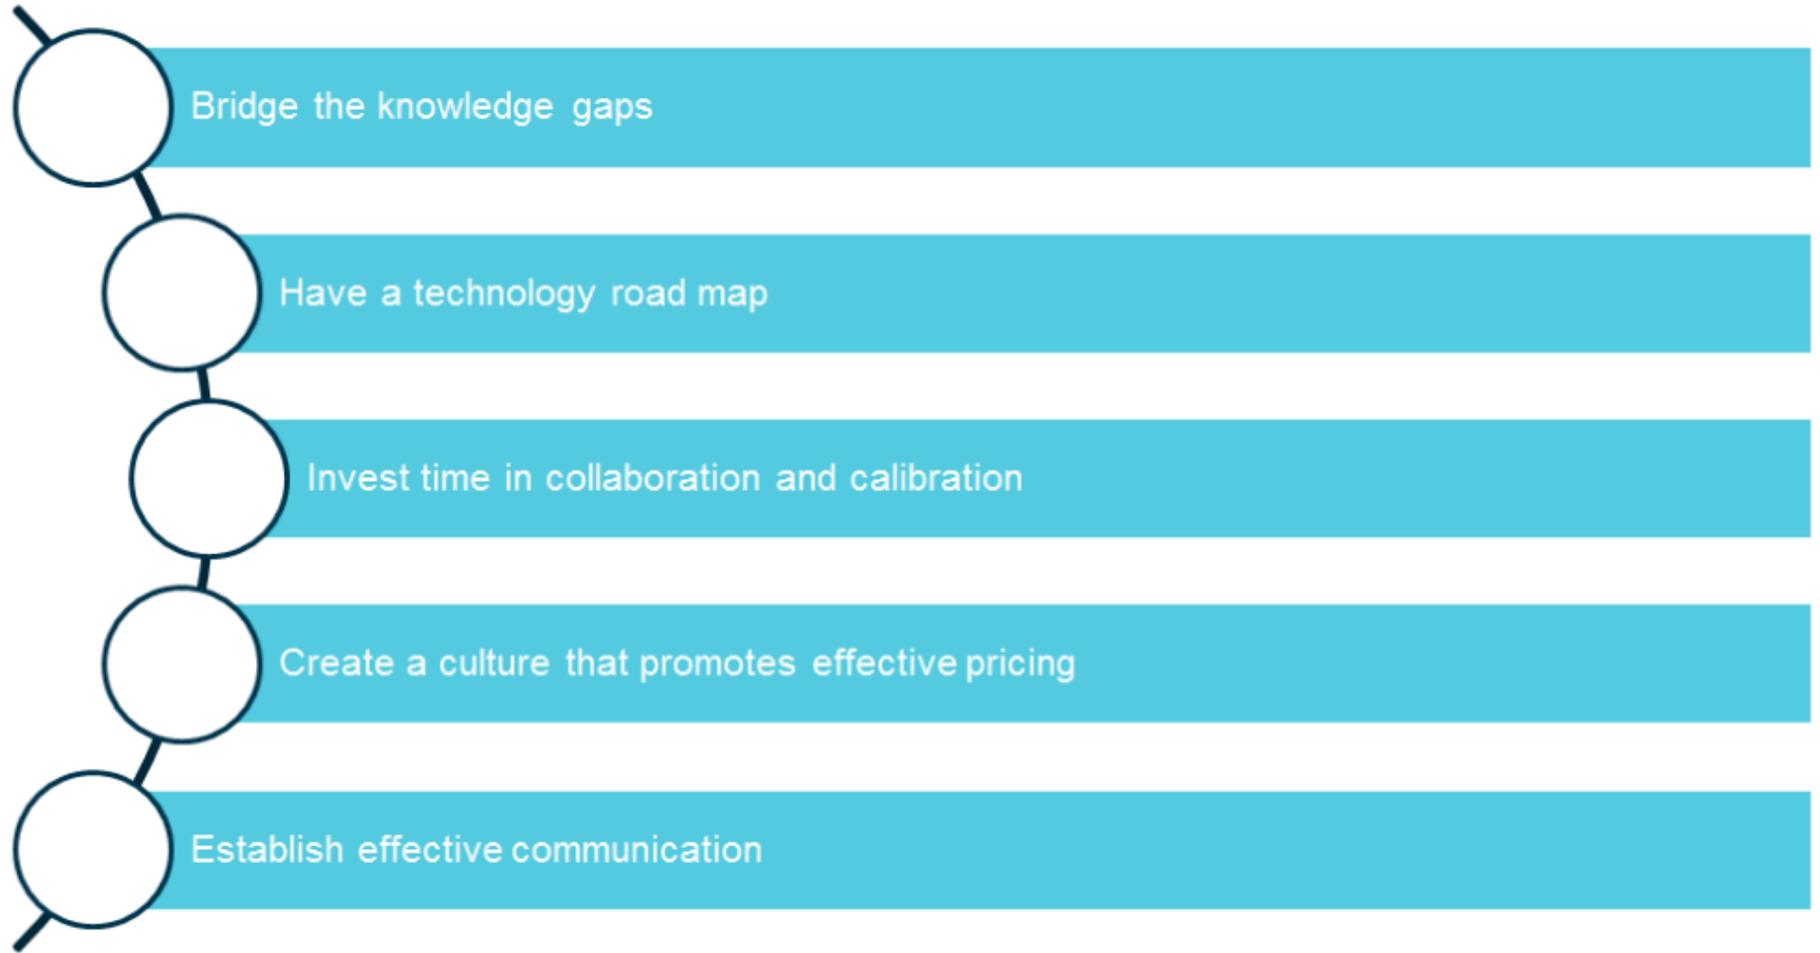 Bridge the knowledge gaps
Have a technology road map
Invest time in collaboration and calibration
Create a culture that promotes effective pricing
Establish effective communication